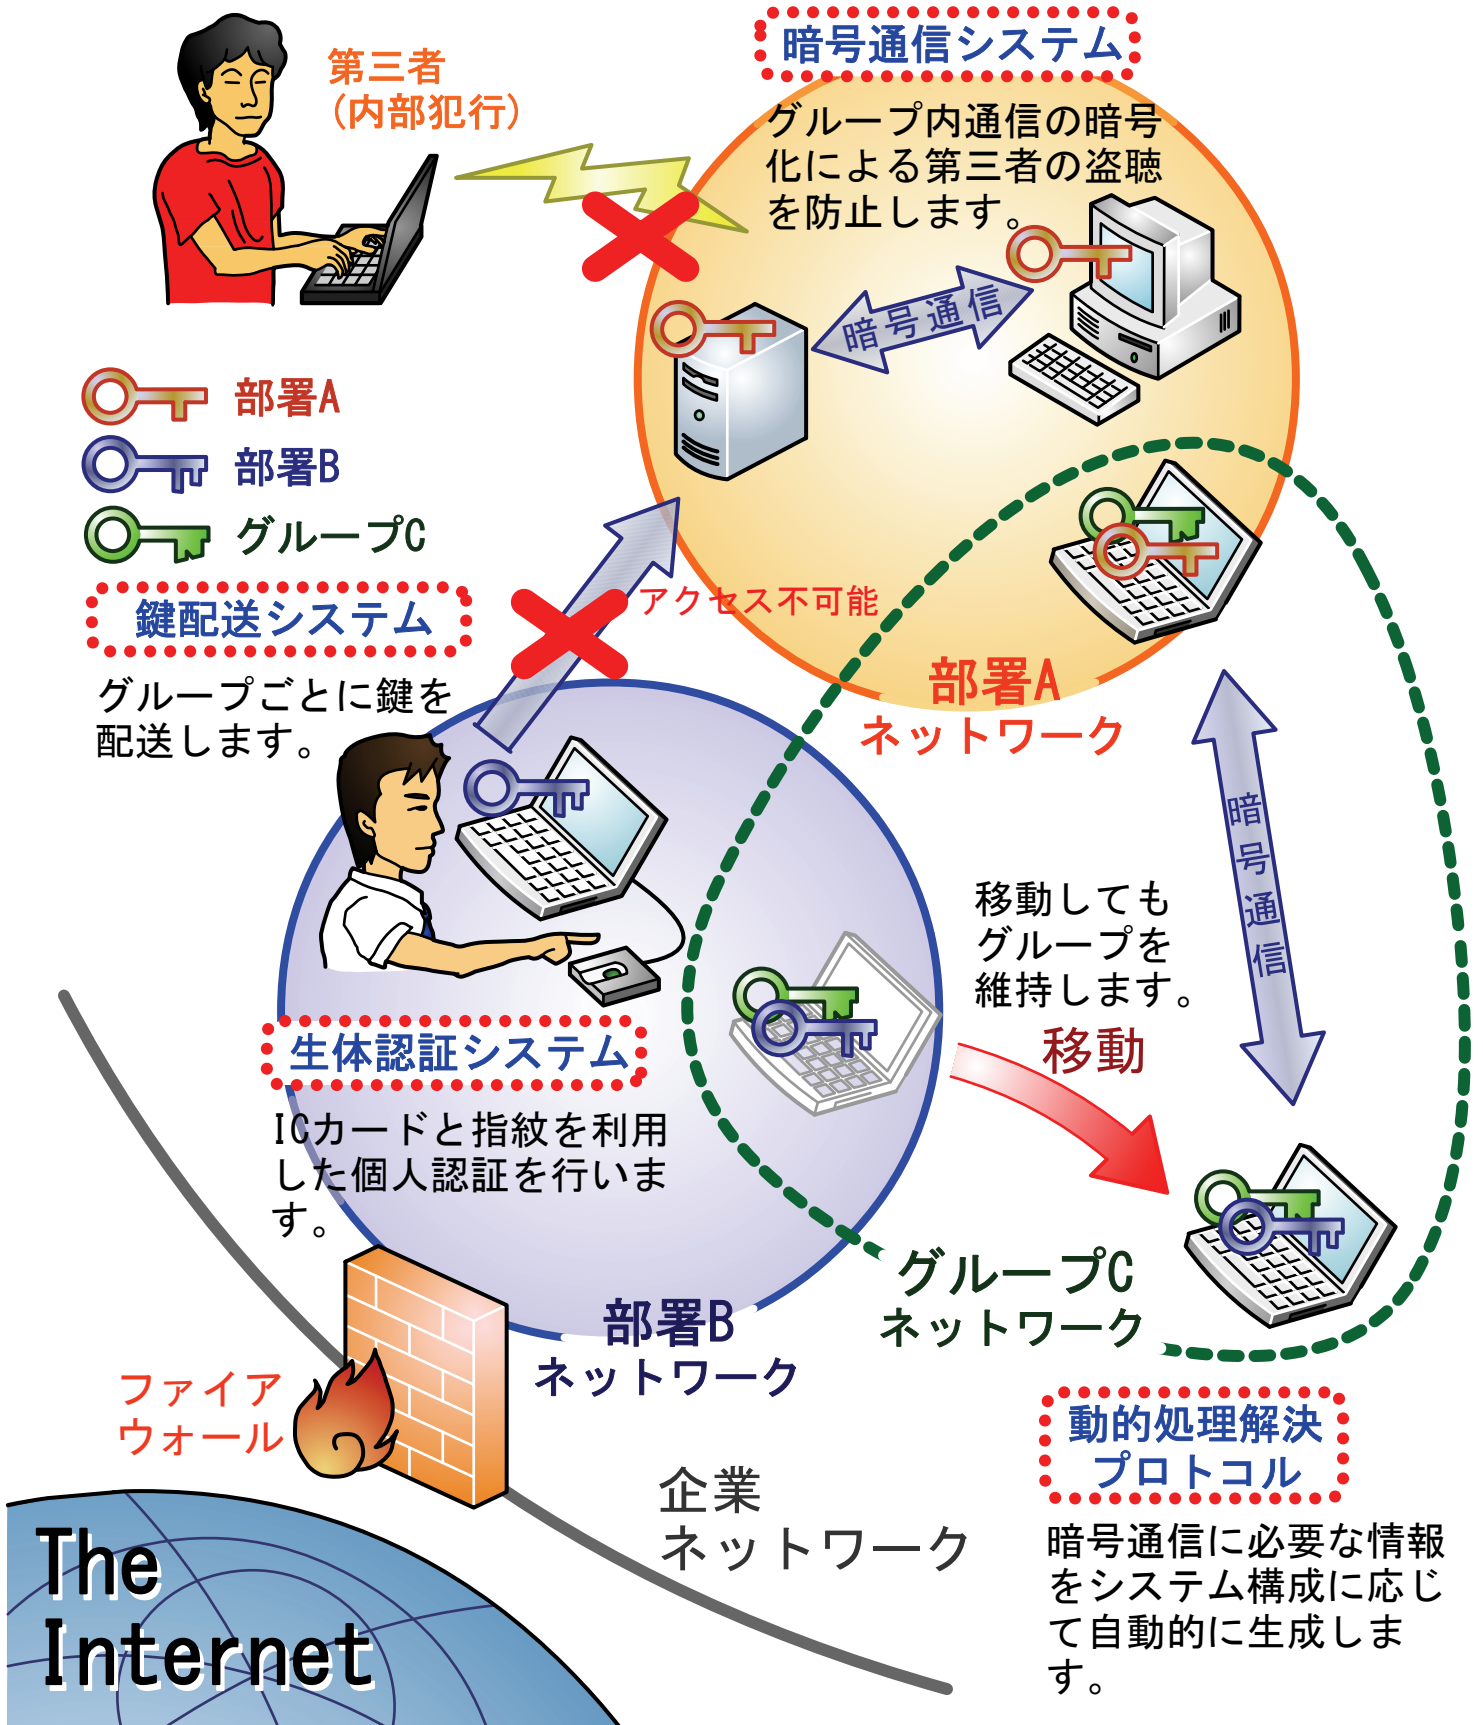 第三者
(内部犯行)
暗号通信システム
グループ内通信の暗号
化による第三者の盗聴
を防止します。
暗号通信
部署A
部署B
グループC
鍵配送システム
グループごとに鍵を
配送します。
アクセス不可能
部署A
ネットワーク
暗号通信
移動しても
グループを
維持します。
移動
生体認証システム
ICカードと指紋を利用
した個人認証を行いま
す。
グループC
ネットワーク
部署B
ネットワーク
ファイア
ウォール
動的処理解決
プロトコル
暗号通信に必要な情報
をシステム構成に応じ
て自動的に生成しま
す。
企業
ネットワーク
The
Internet